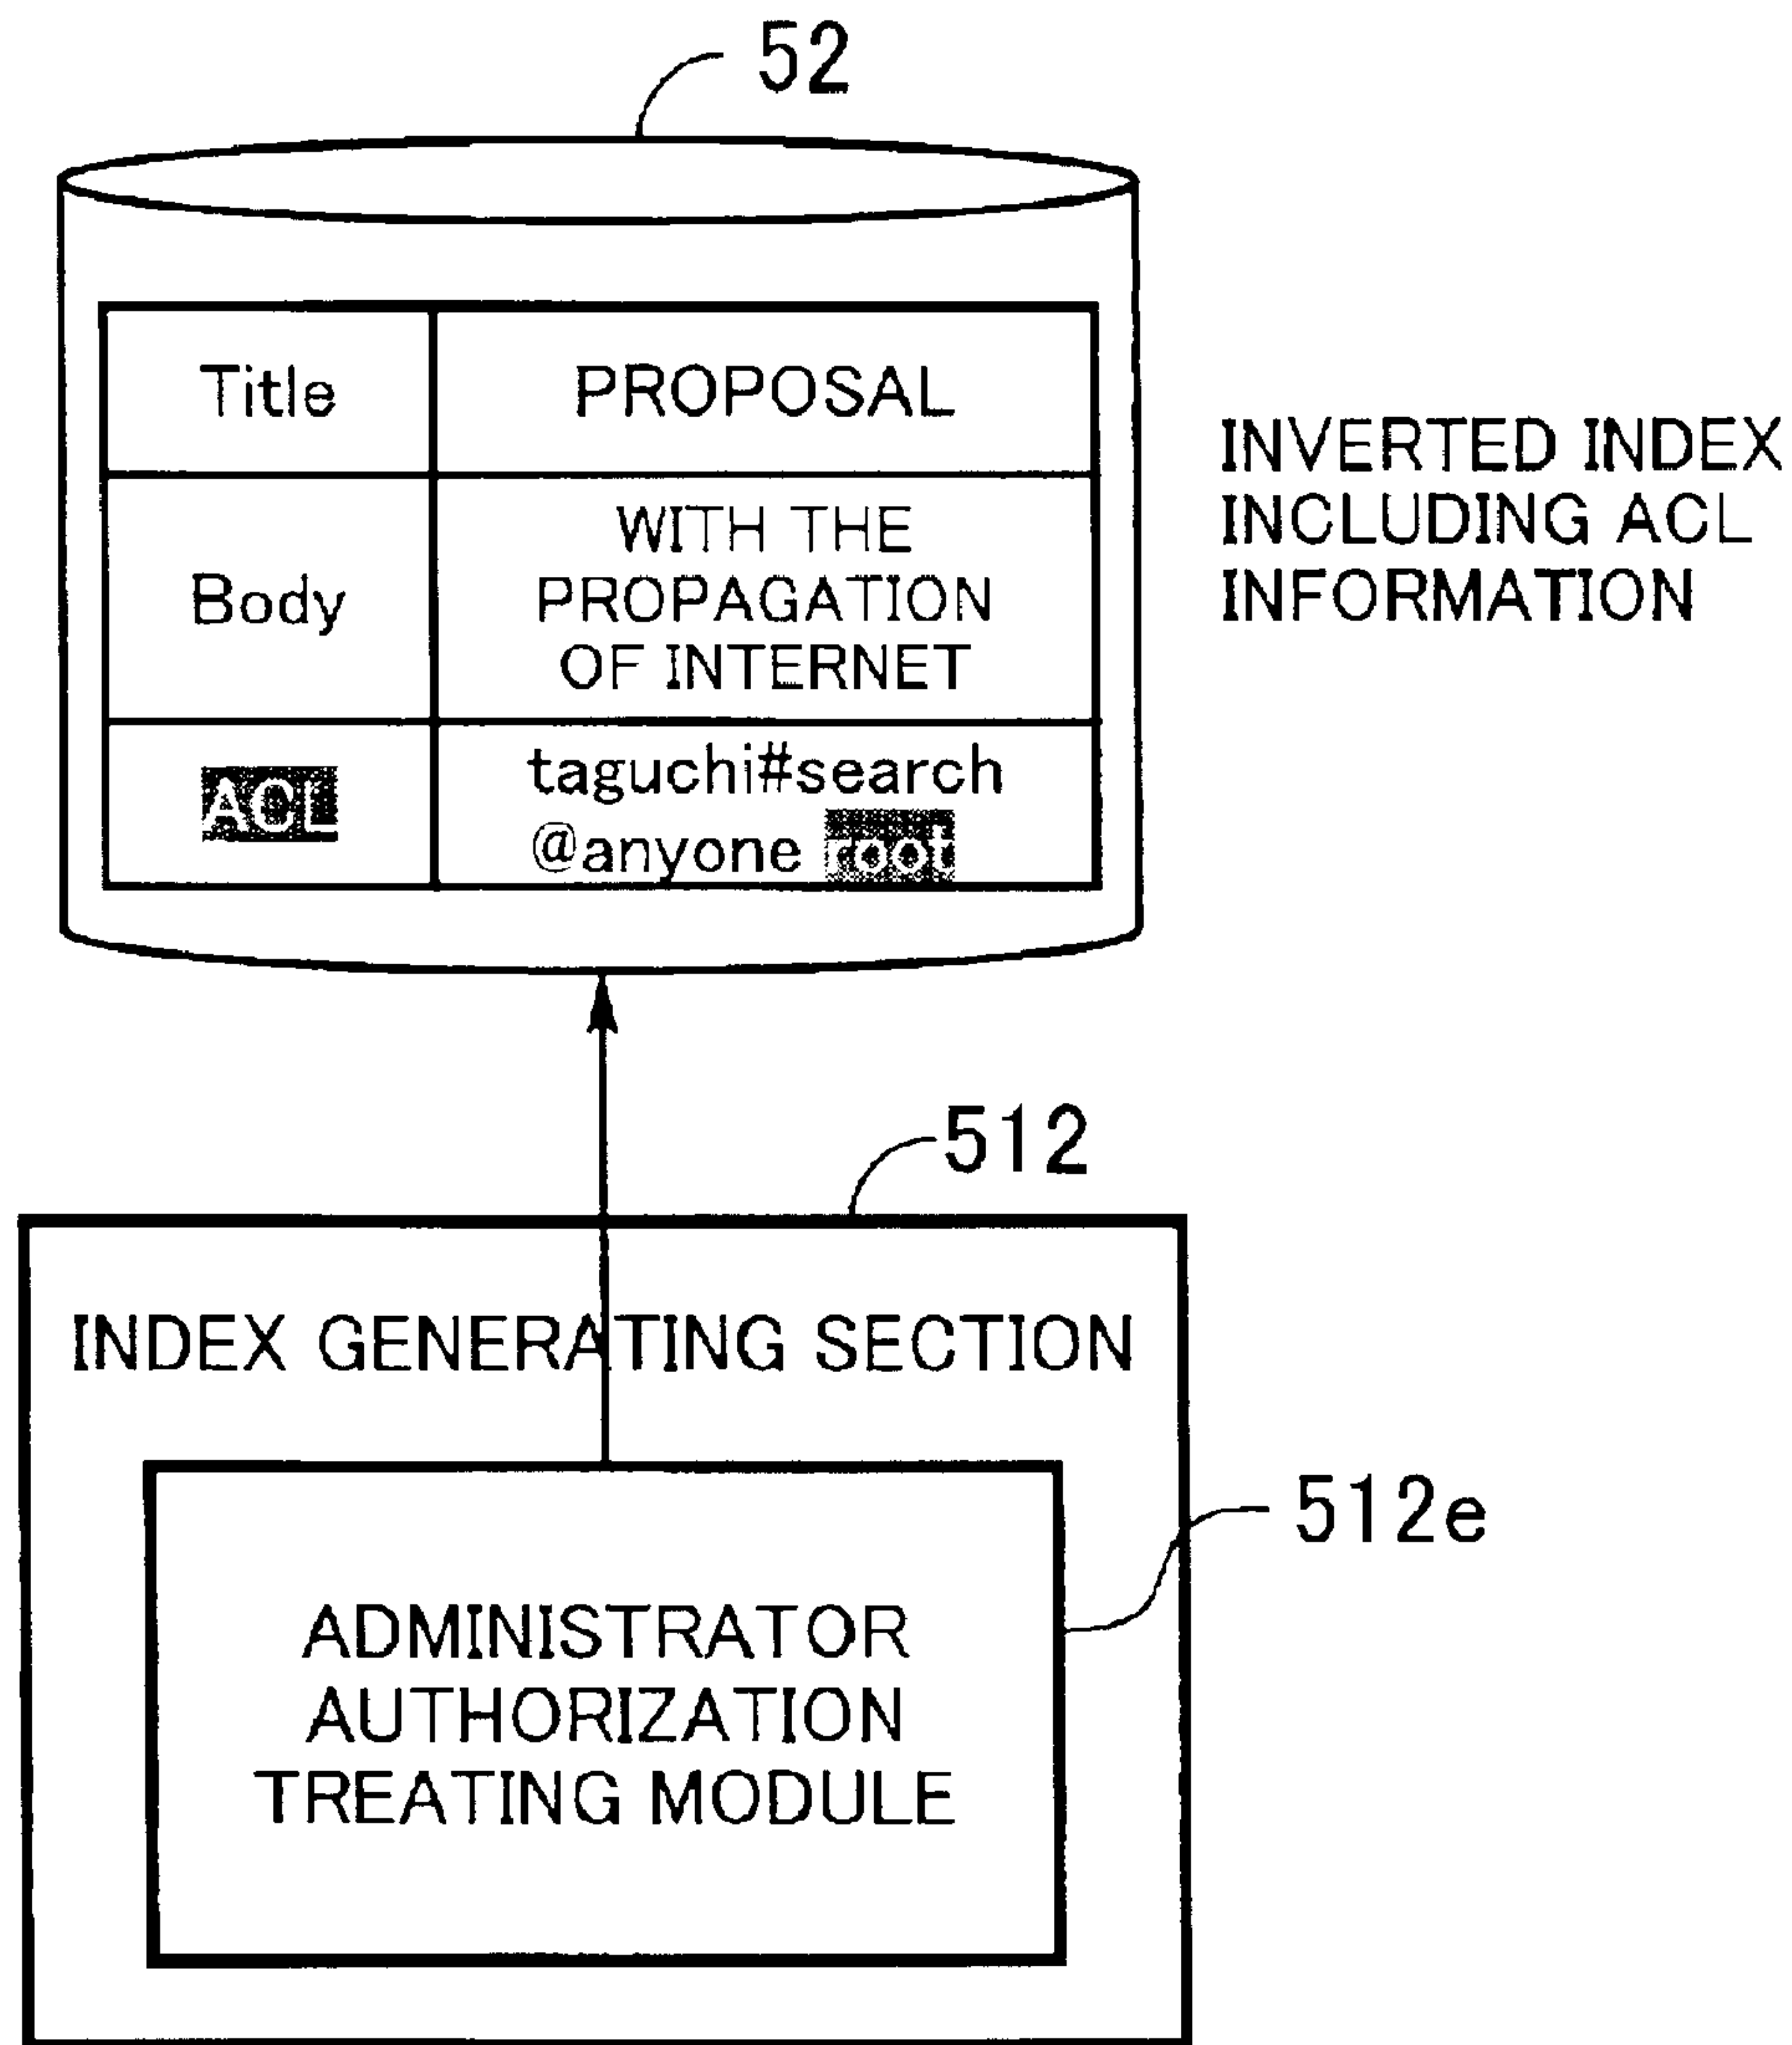 52
Title PROPOSAL
Body WITH THE
PROPAGATION
OF INTERNET
ACL taguchi#search
@anyone root
INVERTED INDEX
INCLUDING ACL
INFORMATION
512
INDEX GENERATING SECTION
512e
ADMINISTRATOR
AUTHORIZATION
TREATING MODULE